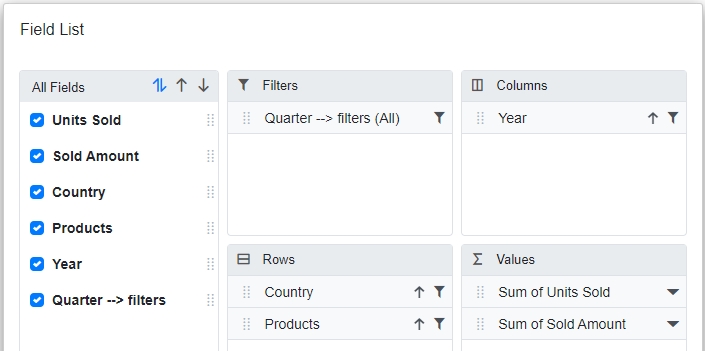 Field List
All Fields
Units Sold
Sold Amount
Country
Products
Year
Quarter --> filters
Filters
Quarter --> filters (All)
Columns
Year
Rows
Country
Products
Values
Sum of Units Sold
Sum of Sold Amount